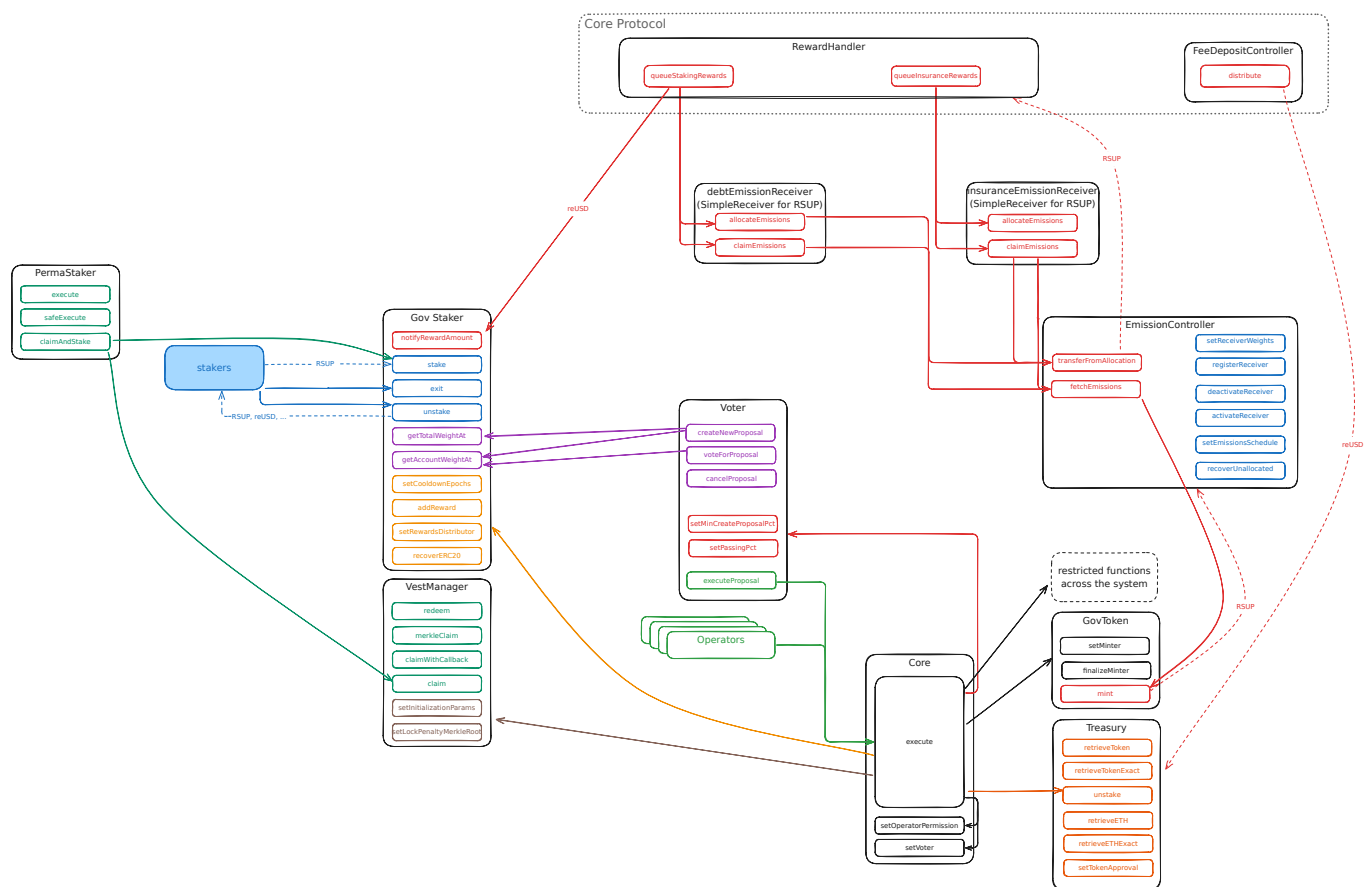 Core Protocol
RewardHandler
queueStakingRewards
queueInsuranceRewards
FeeDepositController
distribute
RSUP
reUSD
debtEmissionReceiver
(SimpleReceiver for RSUP)
allocateEmissions
claimEmissions
insuranceEmissionReceiver
(SimpleReceiver for RSUP)
allocateEmissions
claimEmissions
PermaStaker
execute
safeExecute
claimAndStake
stakers
RSUP
RSUP, reUSD, ...
Gov Staker
notifyRewardAmount
stake
exit
unstake
getTotalWeightAt
getAccountWeightAt
setCooldownEpochs
addReward
setRewardsDistributor
recoverERC20
EmissionController
transferFromAllocation
fetchEmissions
setReceiverWeights
registerReceiver
deactivateReceiver
activateReceiver
setEmissionsSchedule
recoverUnallocated
reUSD
Voter
createNewProposal
voteForProposal
cancelProposal
setMinCreateProposalPct
setPassingPct
executeProposal
VestManager
redeem
merkleClaim
claimWithCallback
claim
setInitializationParams
setLockPenaltyMerkleRoot
Operators
restricted functions
across the system
RSUP
GovToken
setMinter
finalizeMinter
mint
Core
execute
setOperatorPermission
setVoter
Treasury
retrieveToken
retrieveTokenExact
unstake
retrieveETH
retrieveETHExact
setTokenApproval